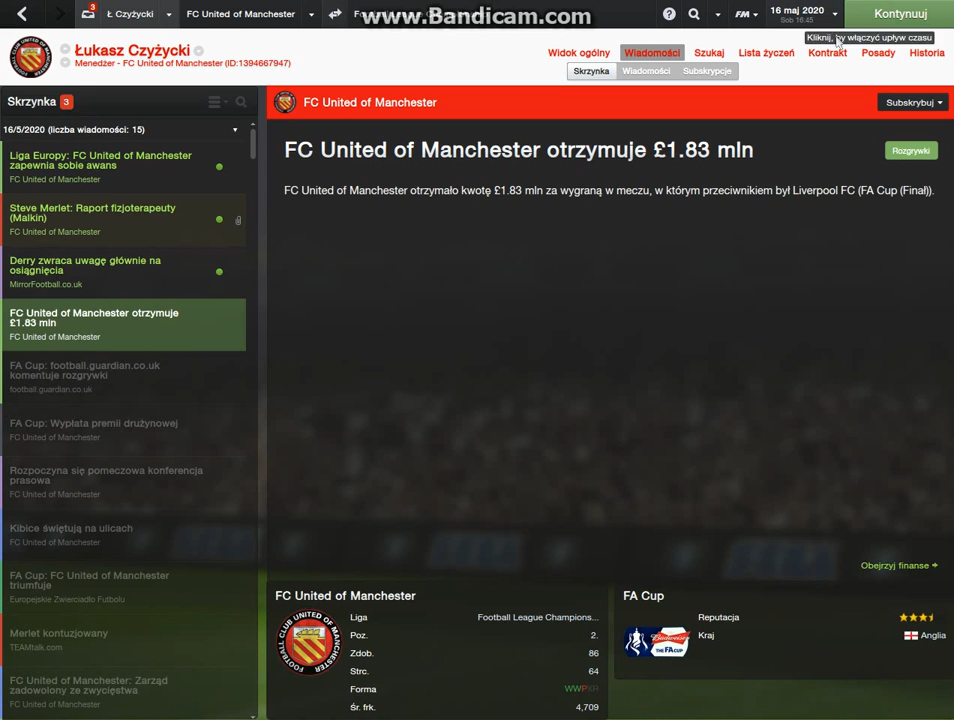 3
Ł Czyżycki
FC United of Manchester
www.Bandicam.com
FM
16 maj 2020
Sob 16:45
Kontynuuj
Kliknij, by włączyć upływ czasu
Łukasz Czyżycki
Menedżer - FC United of Manchester (ID:1394667947)
Widok ogólny
Wiadomości
Szukaj
Lista życzeń
Kontrakt
Posady
Historia
Skrzynka
Wiadomości
Subskrypcje
Skrzynka 3
16/5/2020 (liczba wiadomości: 15)
Liga Europy: FC United of Manchester
zapewnia sobie awans
FC United of Manchester
Steve Merlet: Raport fizjoterapeuty
(Malkin)
FC United of Manchester
Derry zwraca uwagę głównie na
osiągnięcia
MirrorFootball.co.uk
FC United of Manchester otrzymuje
£1.83 mln
FC United of Manchester
FA Cup: football.guardian.co.uk
komentuje rozgrywki
football.guardian.co.uk
FA Cup: Wypłata premii drużynowej
FC United of Manchester
Rozpoczyna się pomeczowa konferencja
prasowa
FC United of Manchester
Kibice świętują na ulicach
FC United of Manchester
FA Cup: FC United of Manchester
triumfuje
Europejskie Zwierciadło Futbolu
Merlet kontuzjowany
TEAMtalk.com
FC United of Manchester: Zarząd
zadowolony ze zwycięstwa
FC United of Manchester
FC United of Manchester
Subskrybuj
FC United of Manchester otrzymuje £1.83 mln
Rozgrywki
FC United of Manchester otrzymało kwotę £1.83 mln za wygraną w meczu, w którym przeciwnikiem był Liverpool FC (FA Cup (Finał)).
Obejrzyj finanse
FC United of Manchester
Liga Football League Champions...
Poz. 2.
Zdob. 86
Strc. 64
Forma WWPXR
Śr. frk. 4,709
FA Cup
Reputacja
Kraj Anglia
Budweiser
THE FA CUP